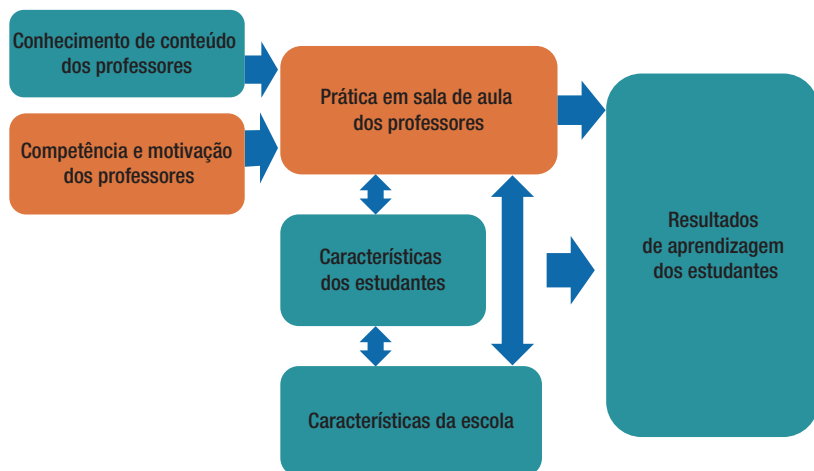 Conhecimento de conteúdo
dos professores
Competência e motivação
dos professores
Prática em sala de aula
dos professores
Características
dos estudantes
Características da escola
Resultados
de aprendizagem
dos estudantes